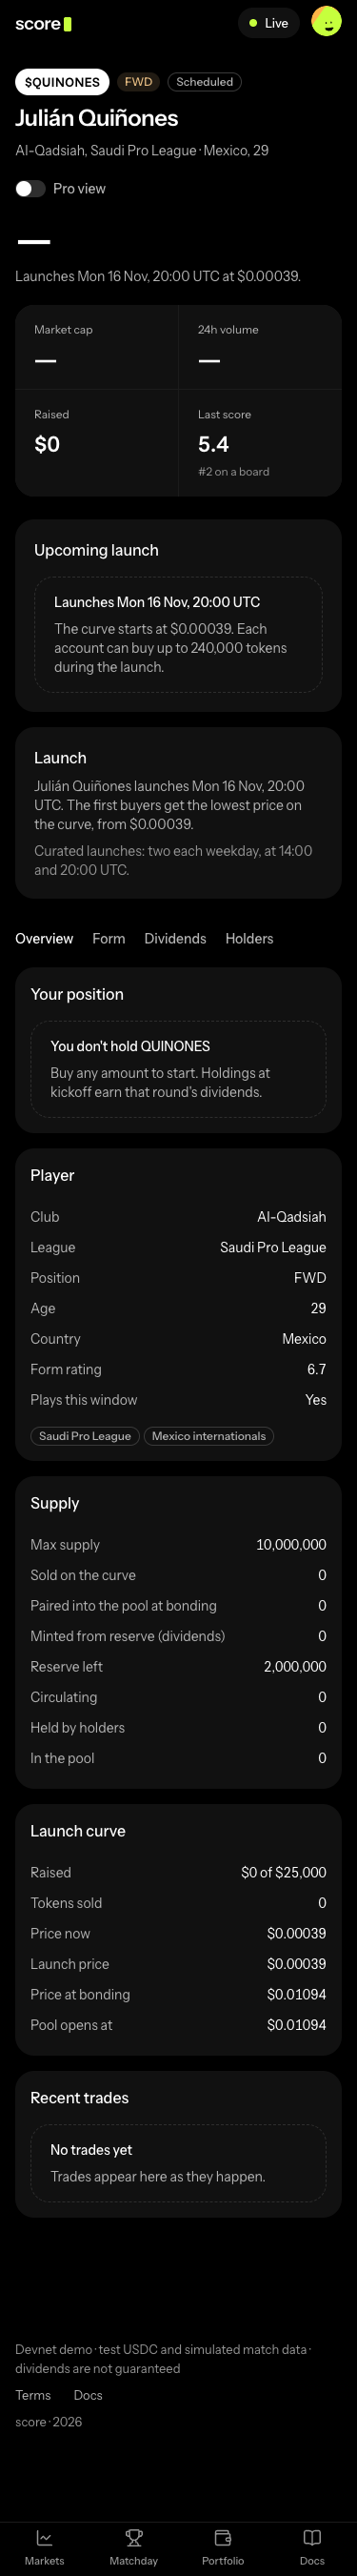 score
Live
$QUINONES FWD Scheduled
Julián Quiñones
Al-Qadsiah, Saudi Pro League · Mexico, 29
Pro view
—
Launches Mon 16 Nov, 20:00 UTC at $0.00039.
Market cap
—
24h volume
—
Raised
$0
Last score
5.4
#2 on a board
Upcoming launch
Launches Mon 16 Nov, 20:00 UTC
The curve starts at $0.00039. Each
account can buy up to 240,000 tokens
during the launch.
Launch
Julián Quiñones launches Mon 16 Nov, 20:00
UTC. The first buyers get the lowest price on
the curve, from $0.00039.
Curated launches: two each weekday, at 14:00
and 20:00 UTC.
Overview Form Dividends Holders
Your position
You don't hold QUINONES
Buy any amount to start. Holdings at
kickoff earn that round's dividends.
Player
Club Al-Qadsiah
League Saudi Pro League
Position FWD
Age 29
Country Mexico
Form rating 6.7
Plays this window Yes
Saudi Pro League Mexico internationals
Supply
Max supply 10,000,000
Sold on the curve 0
Paired into the pool at bonding 0
Minted from reserve (dividends) 0
Reserve left 2,000,000
Circulating 0
Held by holders 0
In the pool 0
Launch curve
Raised $0 of $25,000
Tokens sold 0
Price now $0.00039
Launch price $0.00039
Price at bonding $0.01094
Pool opens at $0.01094
Recent trades
No trades yet
Trades appear here as they happen.
Devnet demo · test USDC and simulated match data ·
dividends are not guaranteed
Terms Docs
score · 2026
Markets Matchday Portfolio Docs